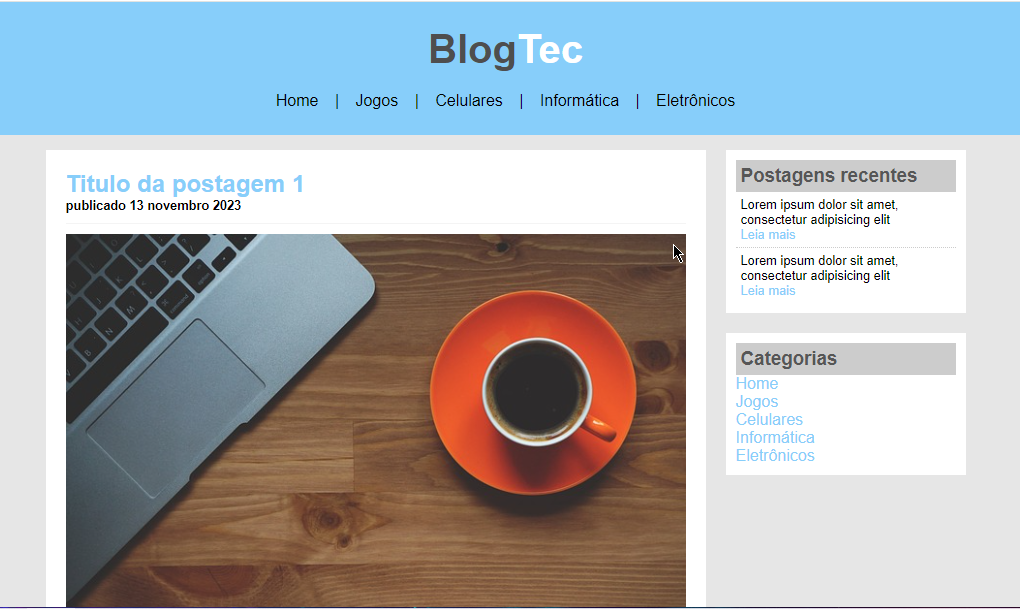 BlogTec
Home | Jogos | Celulares | Informática | Eletrônicos
Titulo da postagem 1
publicado 13 novembro 2023
Postagens recentes
Lorem ipsum dolor sit amet,
consectetur adipisicing elit
Leia mais
Lorem ipsum dolor sit amet,
consectetur adipisicing elit
Leia mais
Categorias
Home
Jogos
Celulares
Informática
Eletrônicos